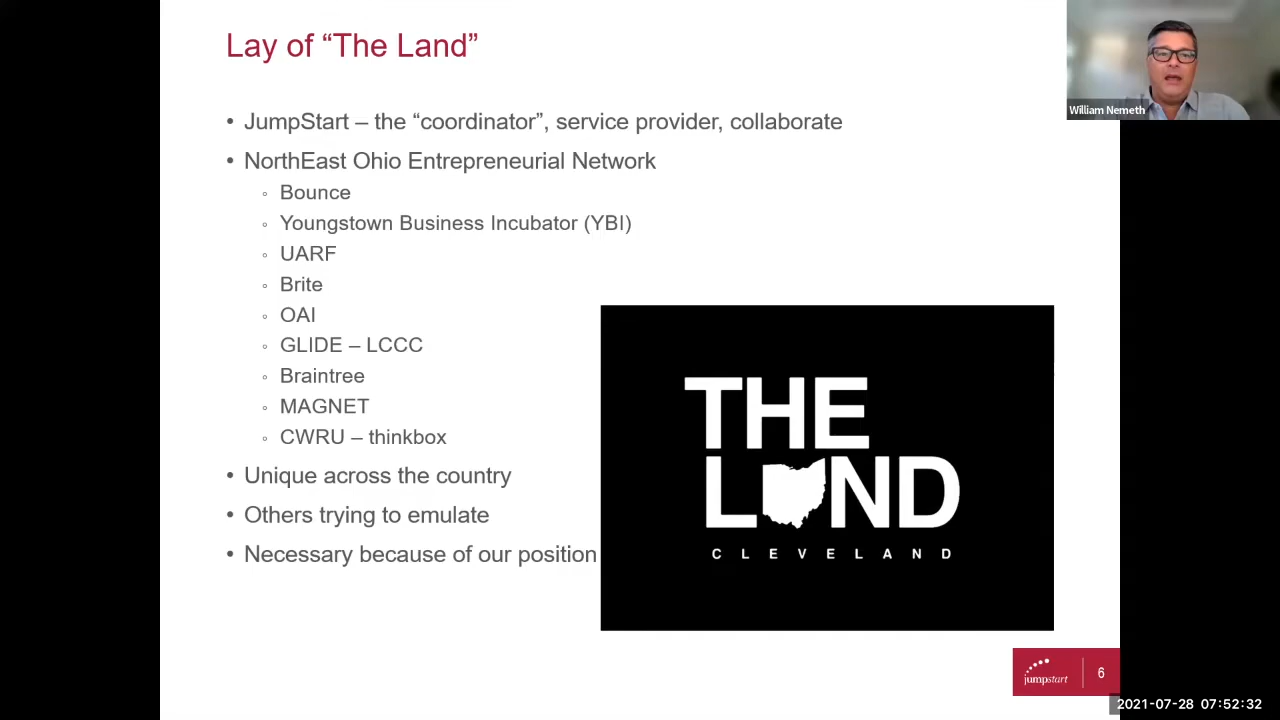 Lay of “The Land”
William Nemeth
• JumpStart – the “coordinator”, service provider, collaborate
• NorthEast Ohio Entrepreneurial Network
◦ Bounce
◦ Youngstown Business Incubator (YBI)
◦ UARF
◦ Brite
◦ OAI
◦ GLIDE – LCCC
◦ Braintree
◦ MAGNET
◦ CWRU – thinkbox
• Unique across the country
• Others trying to emulate
• Necessary because of our position
THE
L ND
CLEVELAND
jumpstart
6
2021-07-28 07:52:32